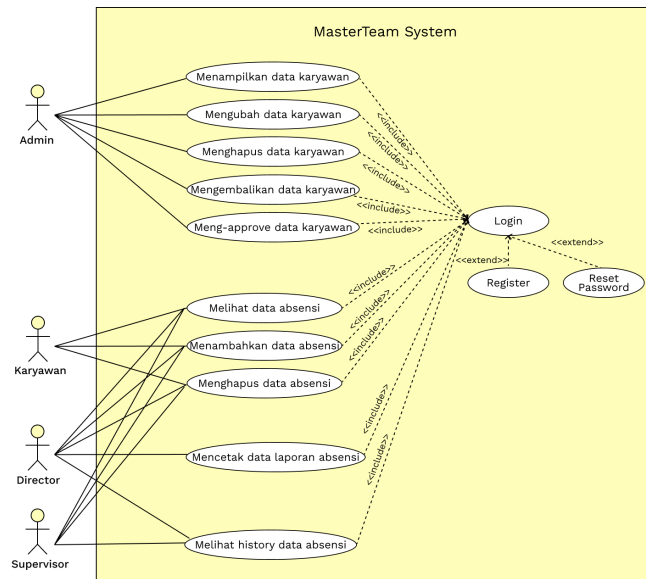 MasterTeam System
Menampilkan data karyawan
Mengubah data karyawan
Menghapus data karyawan
Mengembalikan data karyawan
Meng-approve data karyawan
Admin
<<include>>
<<include>>
<<include>>
<<include>>
<<include>>
Login
<<extend>>
<<extend>>
Register
Reset
Password
Melihat data absensi
Menambahkan data absensi
Menghapus data absensi
Karyawan
<<include>>
<<include>>
<<include>>
Director
Mencetak data laporan absensi
<<include>>
<<include>>
Supervisor
Melihat history data absensi